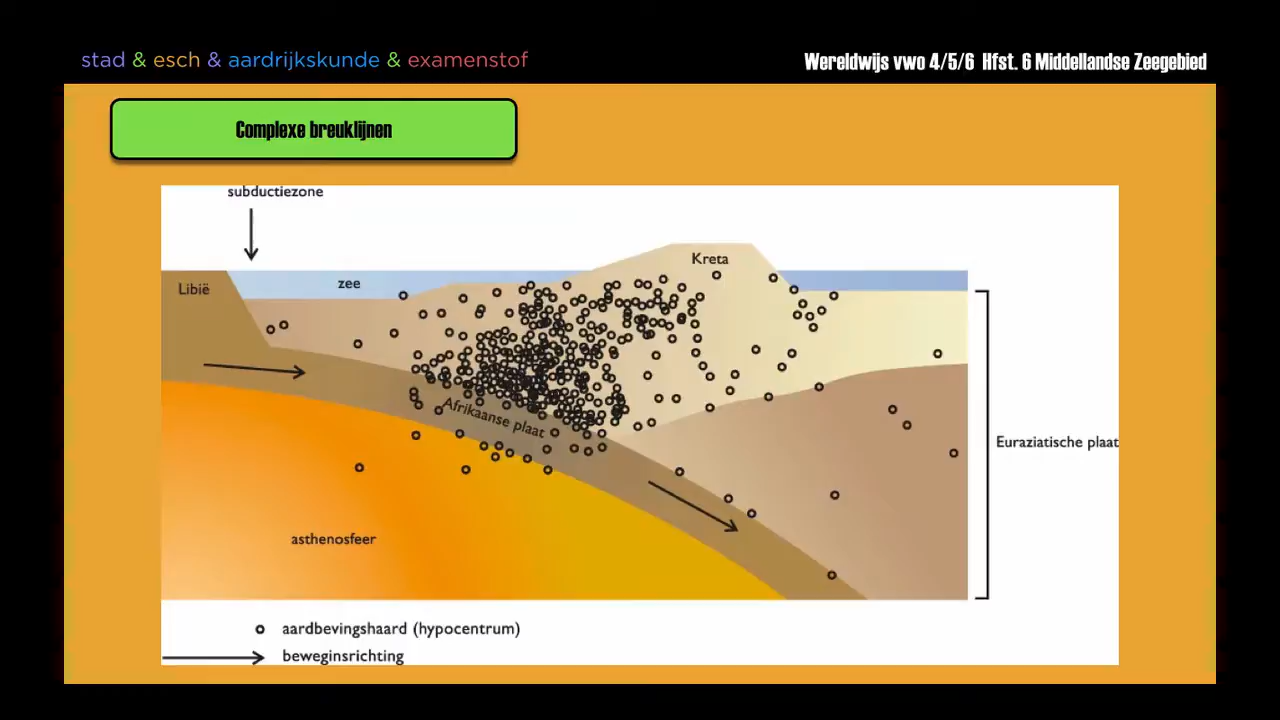 stad & esch & aardrijkskunde & examenstof
Wereldwijs vwo 4/5/6 Hfst. 6 Middellandse Zeegebied
Complexe breuklijnen
subductiezone
Kreta
Libië
zee
Afrikaanse plaat
Euraziatische plaat
asthenosfeer
aardbevingshaard (hypocentrum)
beweginsrichting